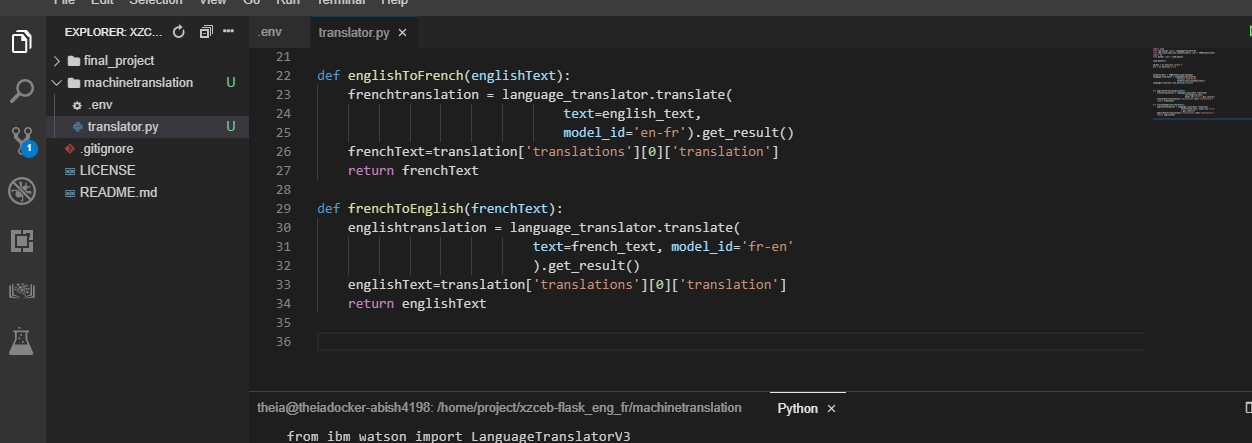 File Edit Selection View Go Run Terminal Help
EXPLORER: XZC...
.env
translator.py ×
final_project
machinetranslation U
.env
translator.py U
.gitignore
LICENSE
README.md
1
21
22 def englishToFrench(englishText):
23 frenchtranslation = language_translator.translate(
24 text=english_text,
25 model_id='en-fr').get_result()
26 frenchText=translation['translations'][0]['translation']
27 return frenchText
28
29 def frenchToEnglish(frenchText):
30 englishtranslation = language_translator.translate(
31 text=french_text, model_id='fr-en'
32 ).get_result()
33 englishText=translation['translations'][0]['translation']
34 return englishText
35
36
theia@theiadocker-abish4198: /home/project/xzceb-flask_eng_fr/machinetranslation
Python ×
from ibm_watson import LanguageTranslatorV3